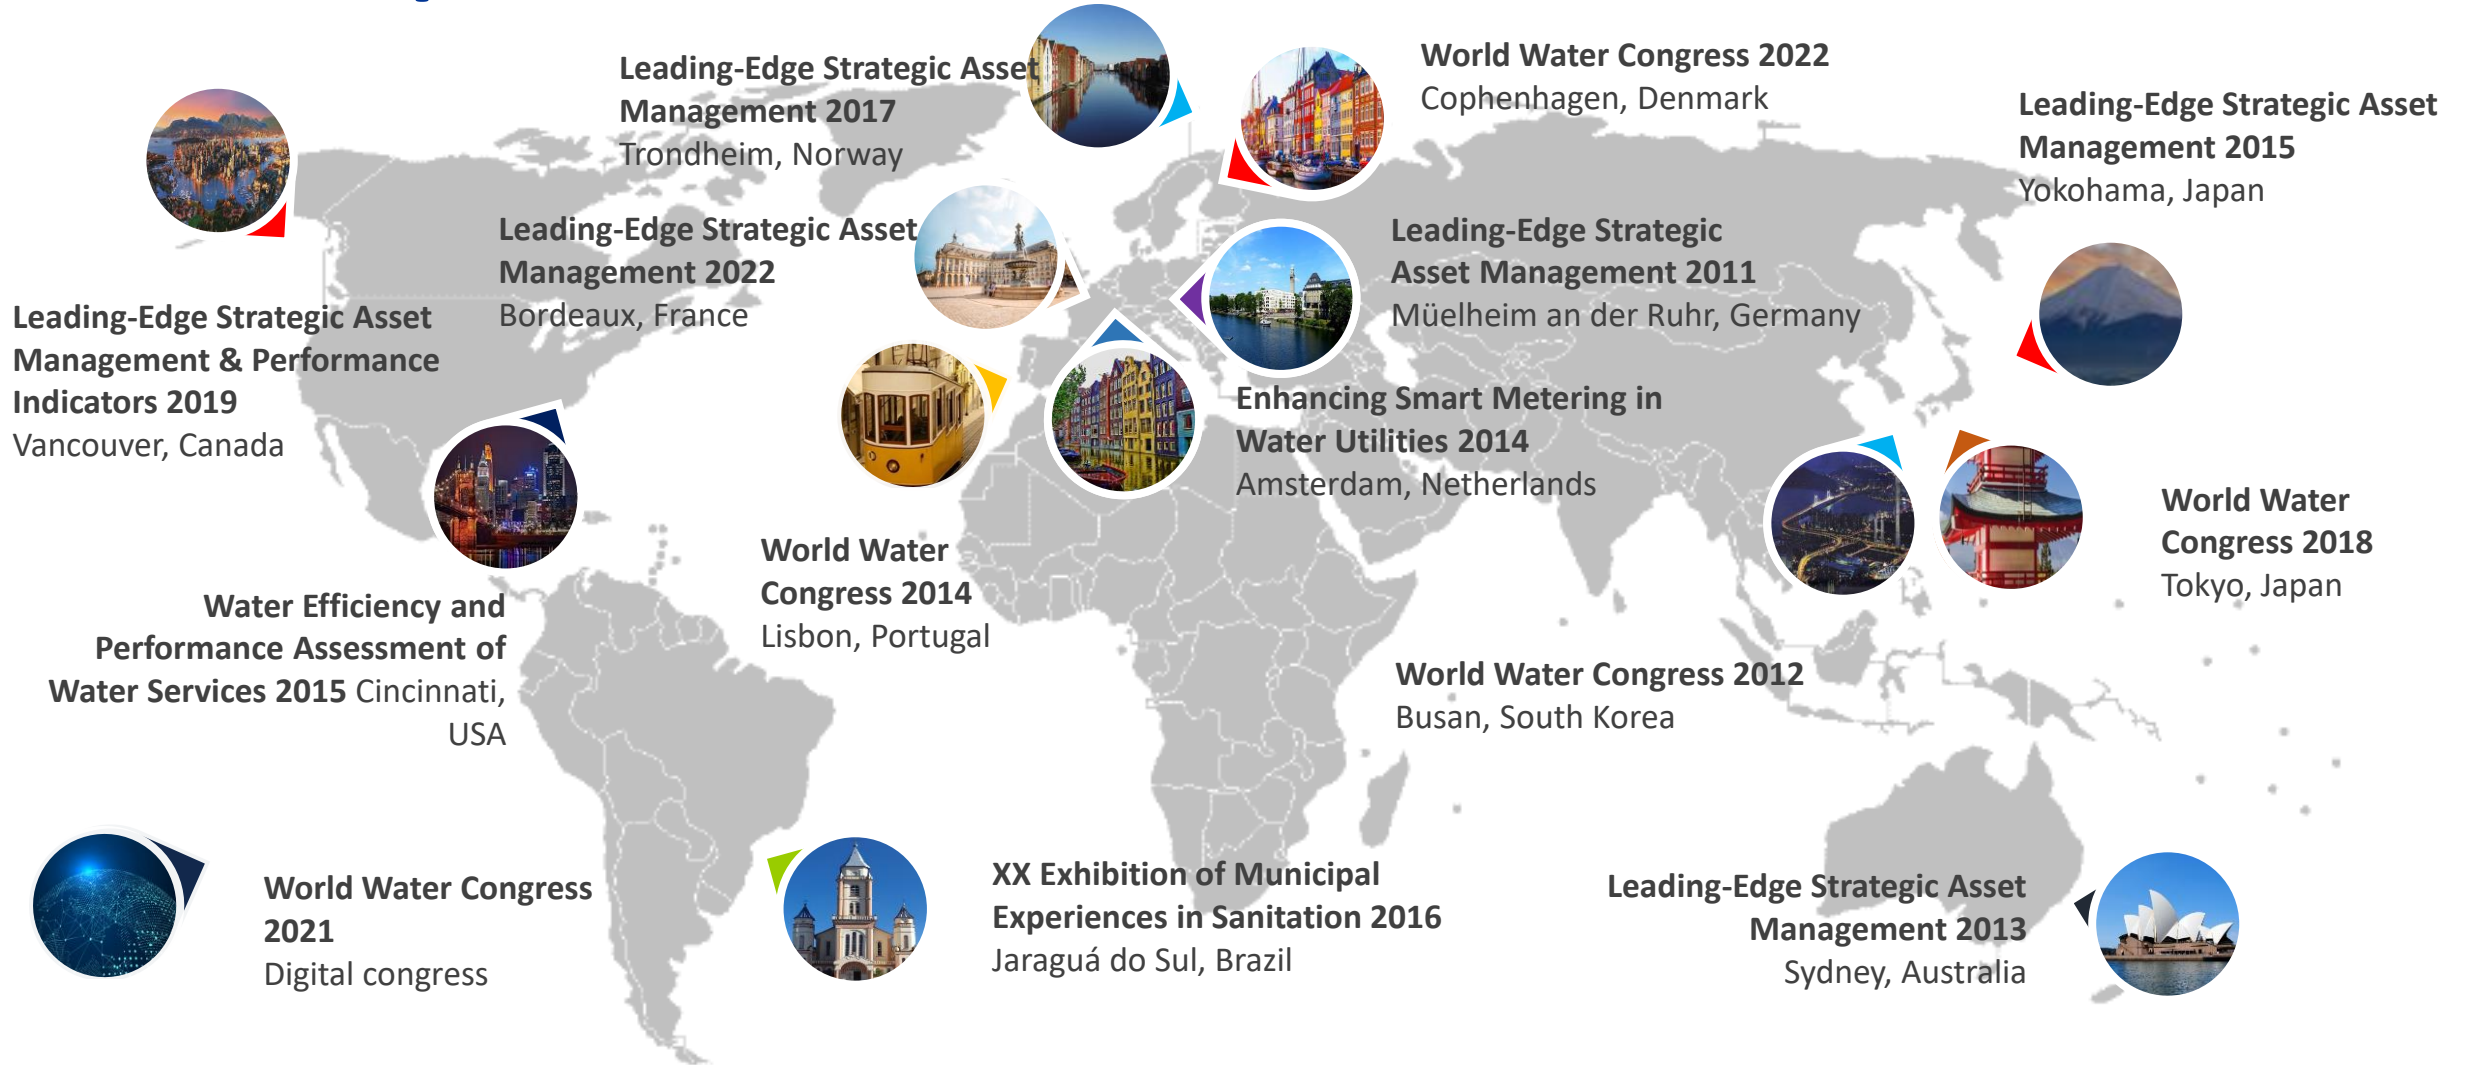 Leading-Edge Strategic Asset
Management 2017
Trondheim, Norway
World Water Congress 2022
Cophenhagen, Denmark
Leading-Edge Strategic Asset
Management 2015
Yokohama, Japan
Leading-Edge Strategic Asset
Management 2022
Bordeaux, France
Leading-Edge Strategic
Asset Management 2011
Müelheim an der Ruhr, Germany
Leading-Edge Strategic Asset
Management & Performance
Indicators 2019
Vancouver, Canada
Enhancing Smart Metering in
Water Utilities 2014
Amsterdam, Netherlands
World Water
Congress 2018
Tokyo, Japan
World Water
Congress 2014
Lisbon, Portugal
Water Efficiency and
Performance Assessment of
Water Services 2015 Cincinnati,
USA
World Water Congress 2012
Busan, South Korea
World Water Congress
2021
Digital congress
XX Exhibition of Municipal
Experiences in Sanitation 2016
Jaraguá do Sul, Brazil
Leading-Edge Strategic Asset
Management 2013
Sydney, Australia